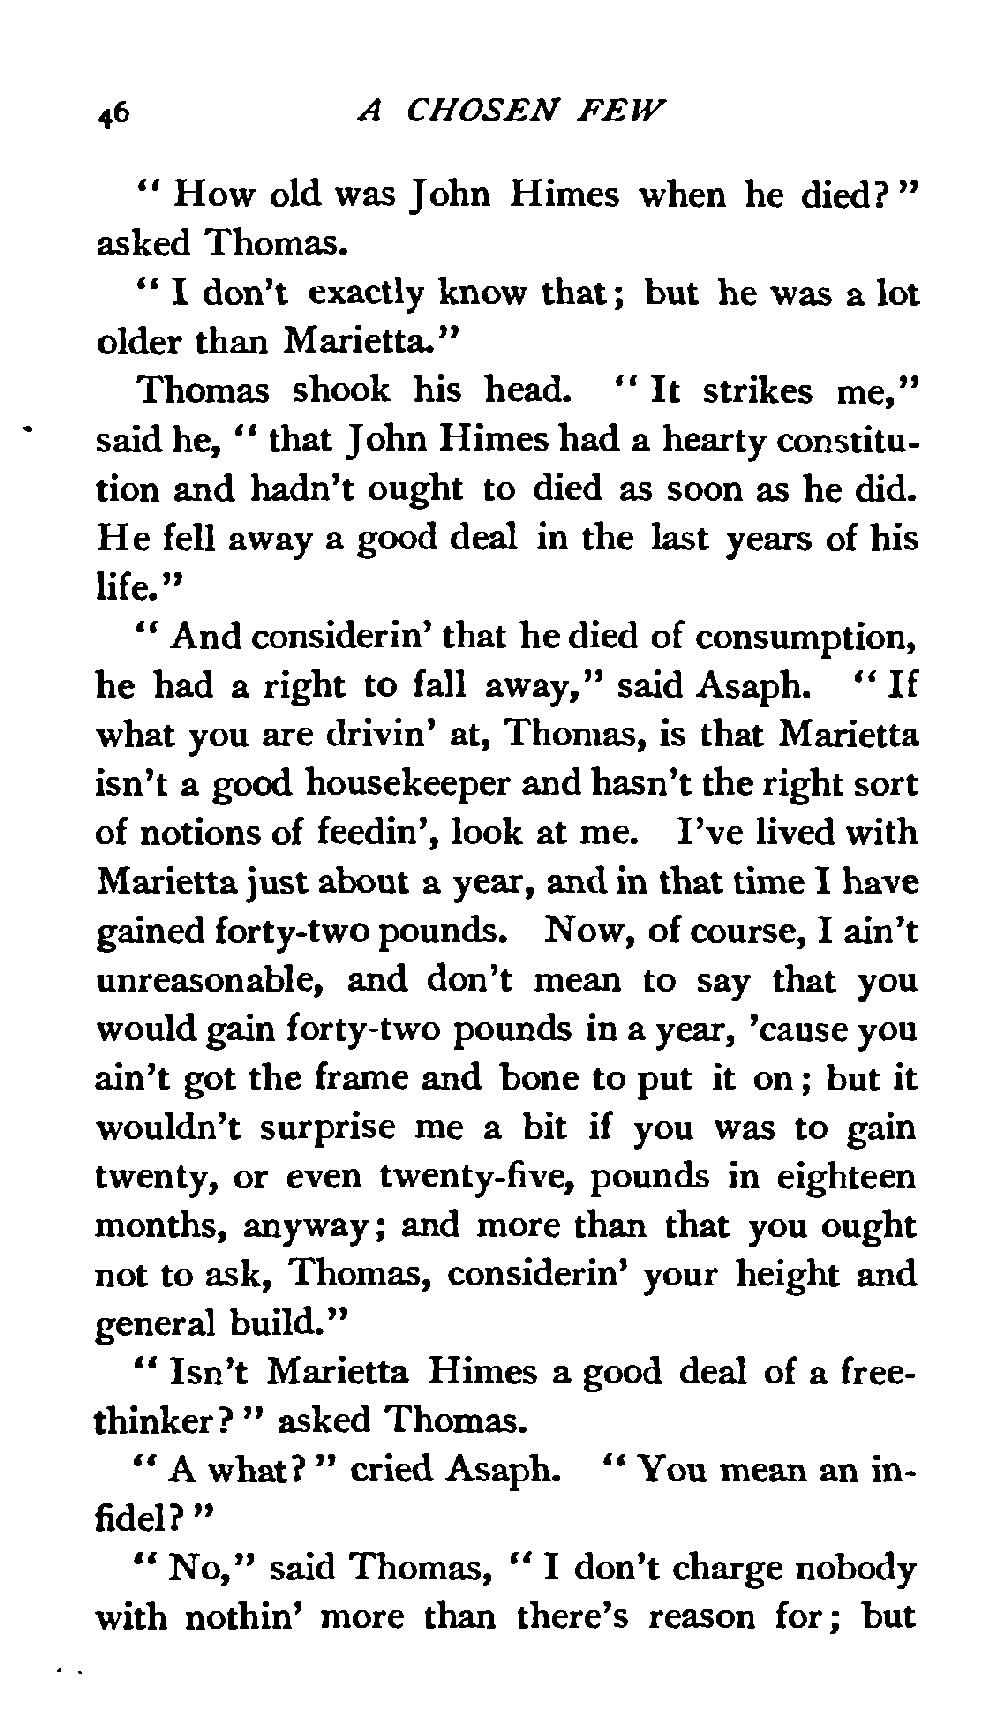 46 A CHOSEN FEW
" How old was John Himes when he died? "
asked Thomas.
" I don't exactly know that; but he was a lot
older than Marietta."
Thomas shook his head. " It strikes me,"
said he, " that John Himes had a hearty constitu-
tion and hadn't ought to died as soon as he did.
He fell away a good deal in the last years of his
life."
" And considerin' that he died of consumption,
he had a right to fall away," said Asaph. " If
what you are drivin' at, Thomas, is that Marietta
isn't a good housekeeper and hasn't the right sort
of notions of feedin', look at me. I've lived with
Marietta just about a year, and in that time I have
gained forty-two pounds. Now, of course, I ain't
unreasonable, and don't mean to say that you
would gain forty-two pounds in a year, 'cause you
ain't got the frame and bone to put it on; but it
wouldn't surprise me a bit if you was to gain
twenty, or even twenty-five, pounds in eighteen
months, anyway; and more than that you ought
not to ask, Thomas, considerin' your height and
general build."
" Isn't Marietta Himes a good deal of a free-
thinker? " asked Thomas.
" A what? " cried Asaph. " You mean an in-
fidel? "
" No," said Thomas, " I don't charge nobody
with nothin' more than there's reason for; but